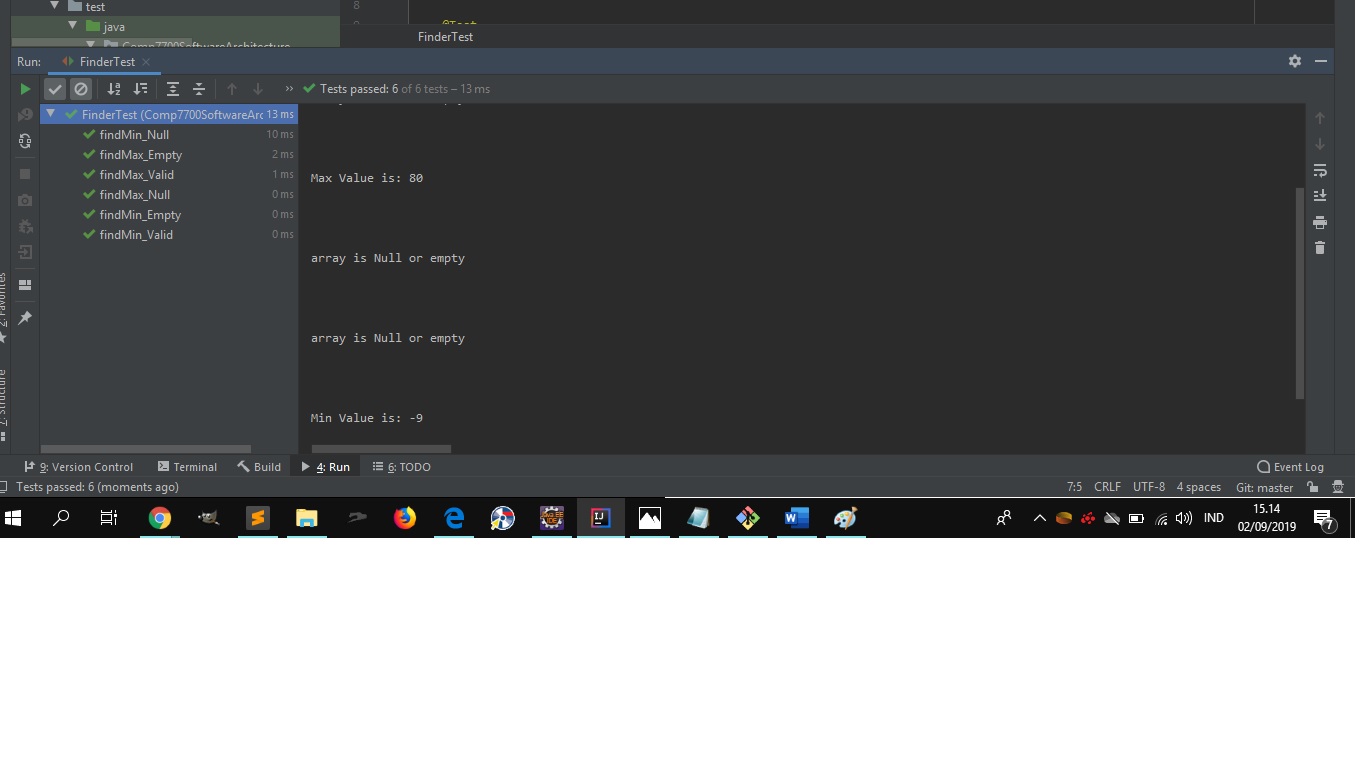 test
8
java
@Test
Comp7700SoftwareArchitecture
FinderTest
Run: FinderTest
Tests passed: 6 of 6 tests – 13 ms
FinderTest (Comp7700SoftwareArc 13 ms
findMin_Null 10 ms
findMax_Empty 2 ms
findMax_Valid 1 ms
findMax_Null 0 ms
findMin_Empty 0 ms
findMin_Valid 0 ms
Max Value is: 80
array is Null or empty
array is Null or empty
Min Value is: -9
2: Favorites
7: Structure
9: Version Control Terminal Build 4: Run 6: TODO Event Log
Tests passed: 6 (moments ago) 7:5 CRLF UTF-8 4 spaces Git: master
IND 15.14
02/09/2019
7